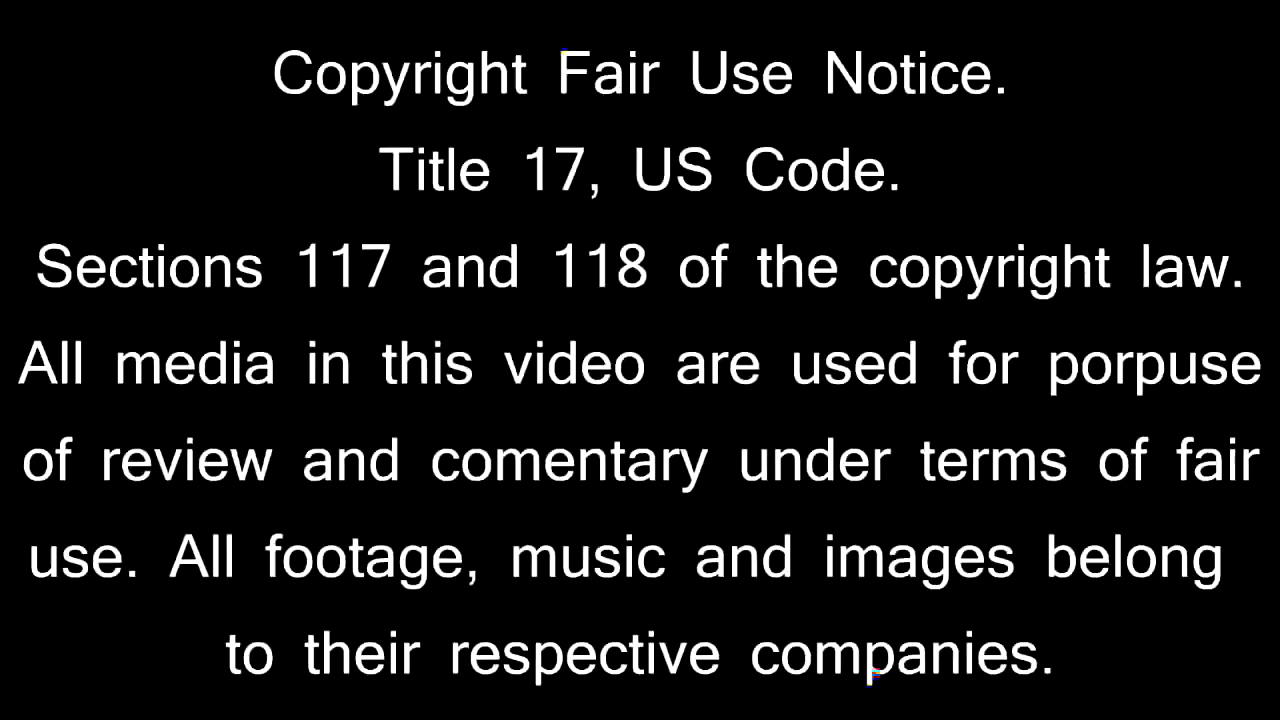 Copyright Fair Use Notice.
Title 17, US Code.
Sections 117 and 118 of the copyright law.
All media in this video are used for porpuse
of review and comentary under terms of fair
use. All footage, music and images belong
to their respective companies.